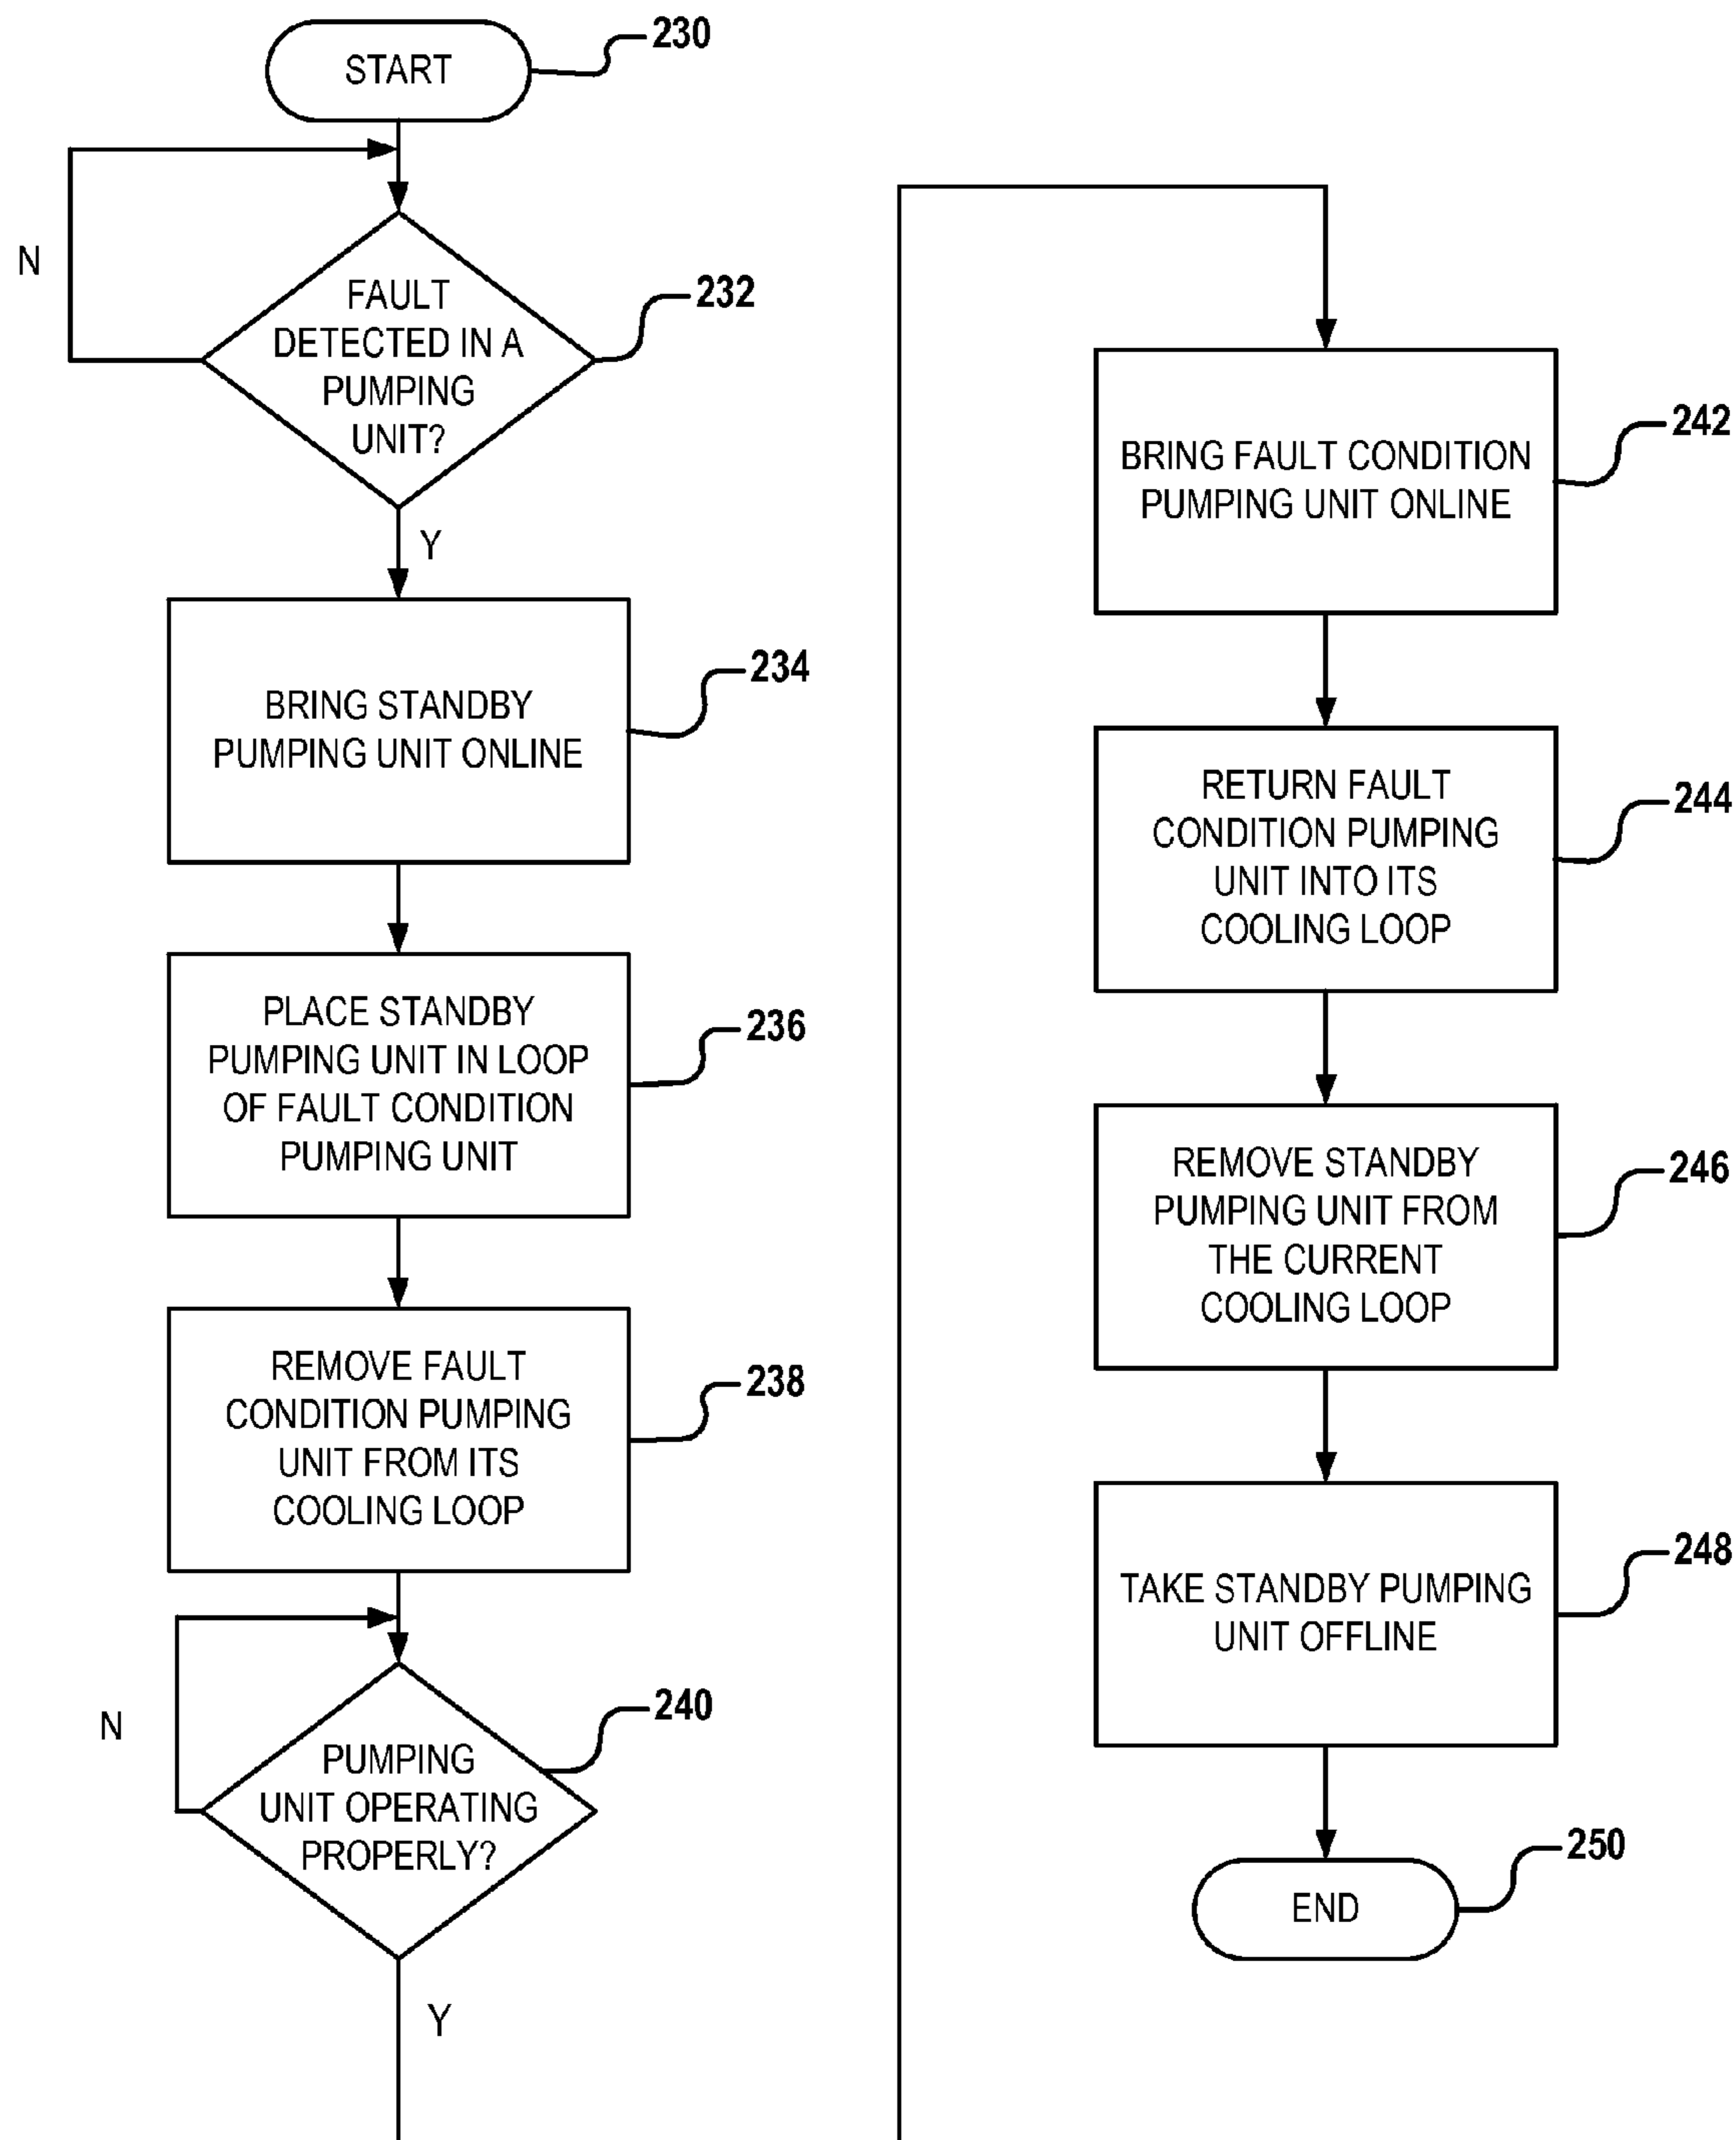 START
230
N
FAULT
DETECTED IN A
PUMPING
UNIT?
232
Y
BRING STANDBY
PUMPING UNIT ONLINE
234
PLACE STANDBY
PUMPING UNIT IN LOOP
OF FAULT CONDITION
PUMPING UNIT
236
REMOVE FAULT
CONDITION PUMPING
UNIT FROM ITS
COOLING LOOP
238
N
PUMPING
UNIT OPERATING
PROPERLY?
240
Y
BRING FAULT CONDITION
PUMPING UNIT ONLINE
242
RETURN FAULT
CONDITION PUMPING
UNIT INTO ITS
COOLING LOOP
244
REMOVE STANDBY
PUMPING UNIT FROM
THE CURRENT
COOLING LOOP
246
TAKE STANDBY PUMPING
UNIT OFFLINE
248
END
250